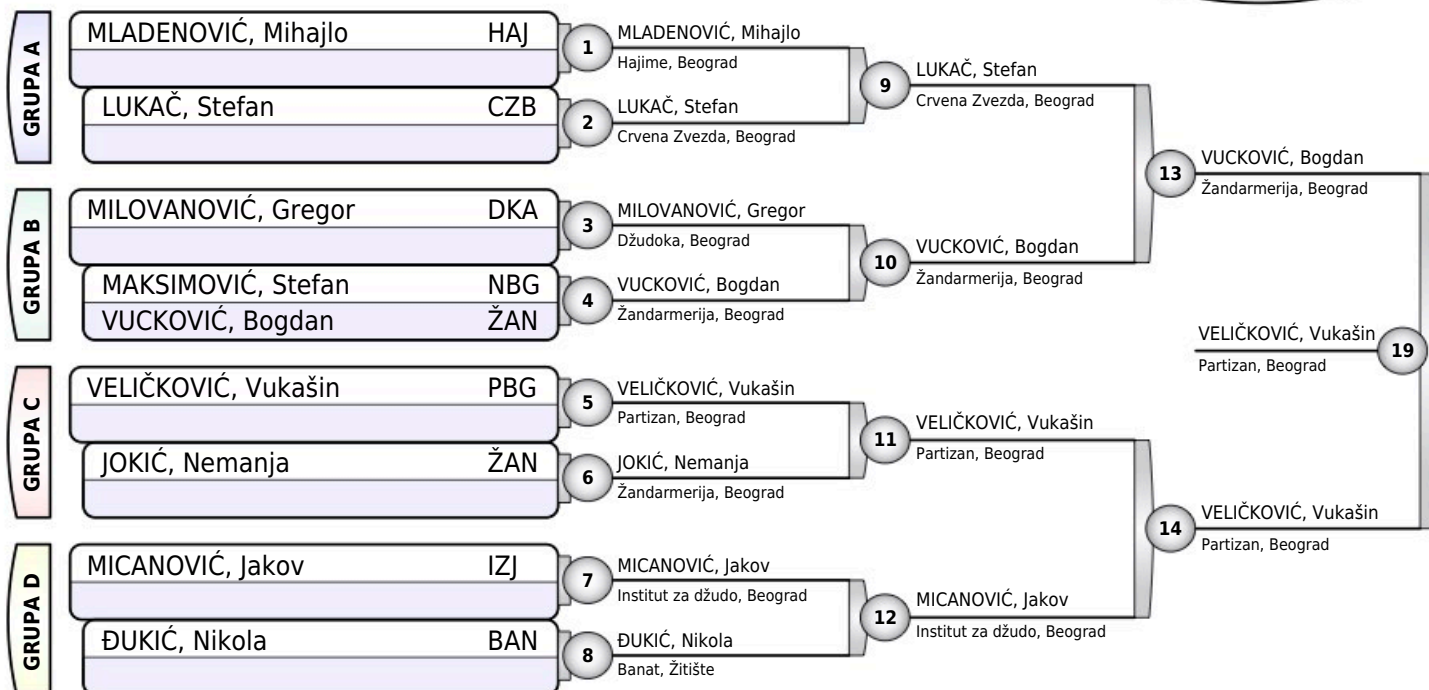 GRUPA A
MLADENOVIĆ, Mihajlo HAJ
LUKAČ, Stefan CZB
GRUPA B
MILOVANOVIĆ, Gregor DKA
MAKSIMOVIĆ, Stefan NBG
VUCKOVIĆ, Bogdan ŽAN
GRUPA C
VELIČKOVIĆ, Vukašin PBG
JOKIĆ, Nemanja ŽAN
GRUPA D
MICANOVIĆ, Jakov IZJ
ĐUKIĆ, Nikola BAN
1
MLADENOVIĆ, Mihajlo
Hajime, Beograd
2
LUKAČ, Stefan
Crvena Zvezda, Beograd
3
MILOVANOVIĆ, Gregor
Džudoka, Beograd
4
VUCKOVIĆ, Bogdan
Žandarmerija, Beograd
5
VELIČKOVIĆ, Vukašin
Partizan, Beograd
6
JOKIĆ, Nemanja
Žandarmerija, Beograd
7
MICANOVIĆ, Jakov
Institut za džudo, Beograd
8
ĐUKIĆ, Nikola
Banat, Žitište
9
LUKAČ, Stefan
Crvena Zvezda, Beograd
10
VUCKOVIĆ, Bogdan
Žandarmerija, Beograd
11
VELIČKOVIĆ, Vukašin
Partizan, Beograd
12
MICANOVIĆ, Jakov
Institut za džudo, Beograd
13
VUCKOVIĆ, Bogdan
Žandarmerija, Beograd
14
VELIČKOVIĆ, Vukašin
Partizan, Beograd
VELIČKOVIĆ, Vukašin
Partizan, Beograd
19